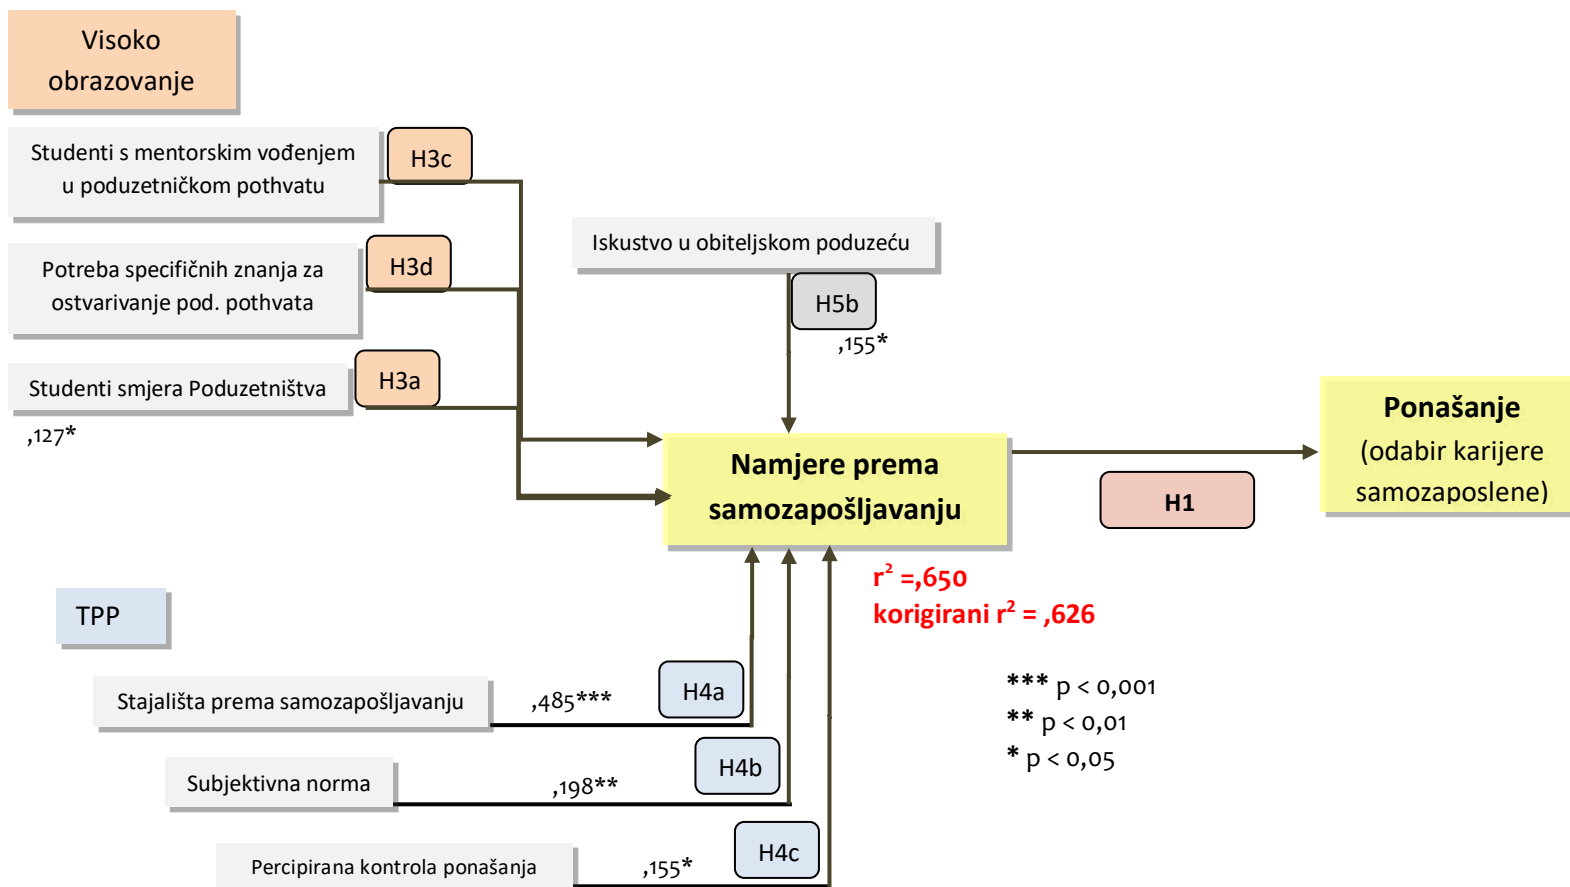 Visoko
obrazovanje
Studenti s mentorskim vođenjem
u poduzetničkom pothvatu
H3c
Potreba specifičnih znanja za
ostvarivanje pod. pothvata
H3d
Studenti smjera Poduzetništva
H3a
,127*
Iskustvo u obiteljskom poduzeću
H5b
,155*
Namjere prema
samozapošljavanju
H1
Ponašanje
(odabir karijere
samozaposlene)
r² =,650
korigirani r² = ,626
TPP
Stajališta prema samozapošljavanju
,485***
H4a
Subjektivna norma
,198**
H4b
Percipirana kontrola ponašanja
,155*
H4c
*** p < 0,001
** p < 0,01
* p < 0,05